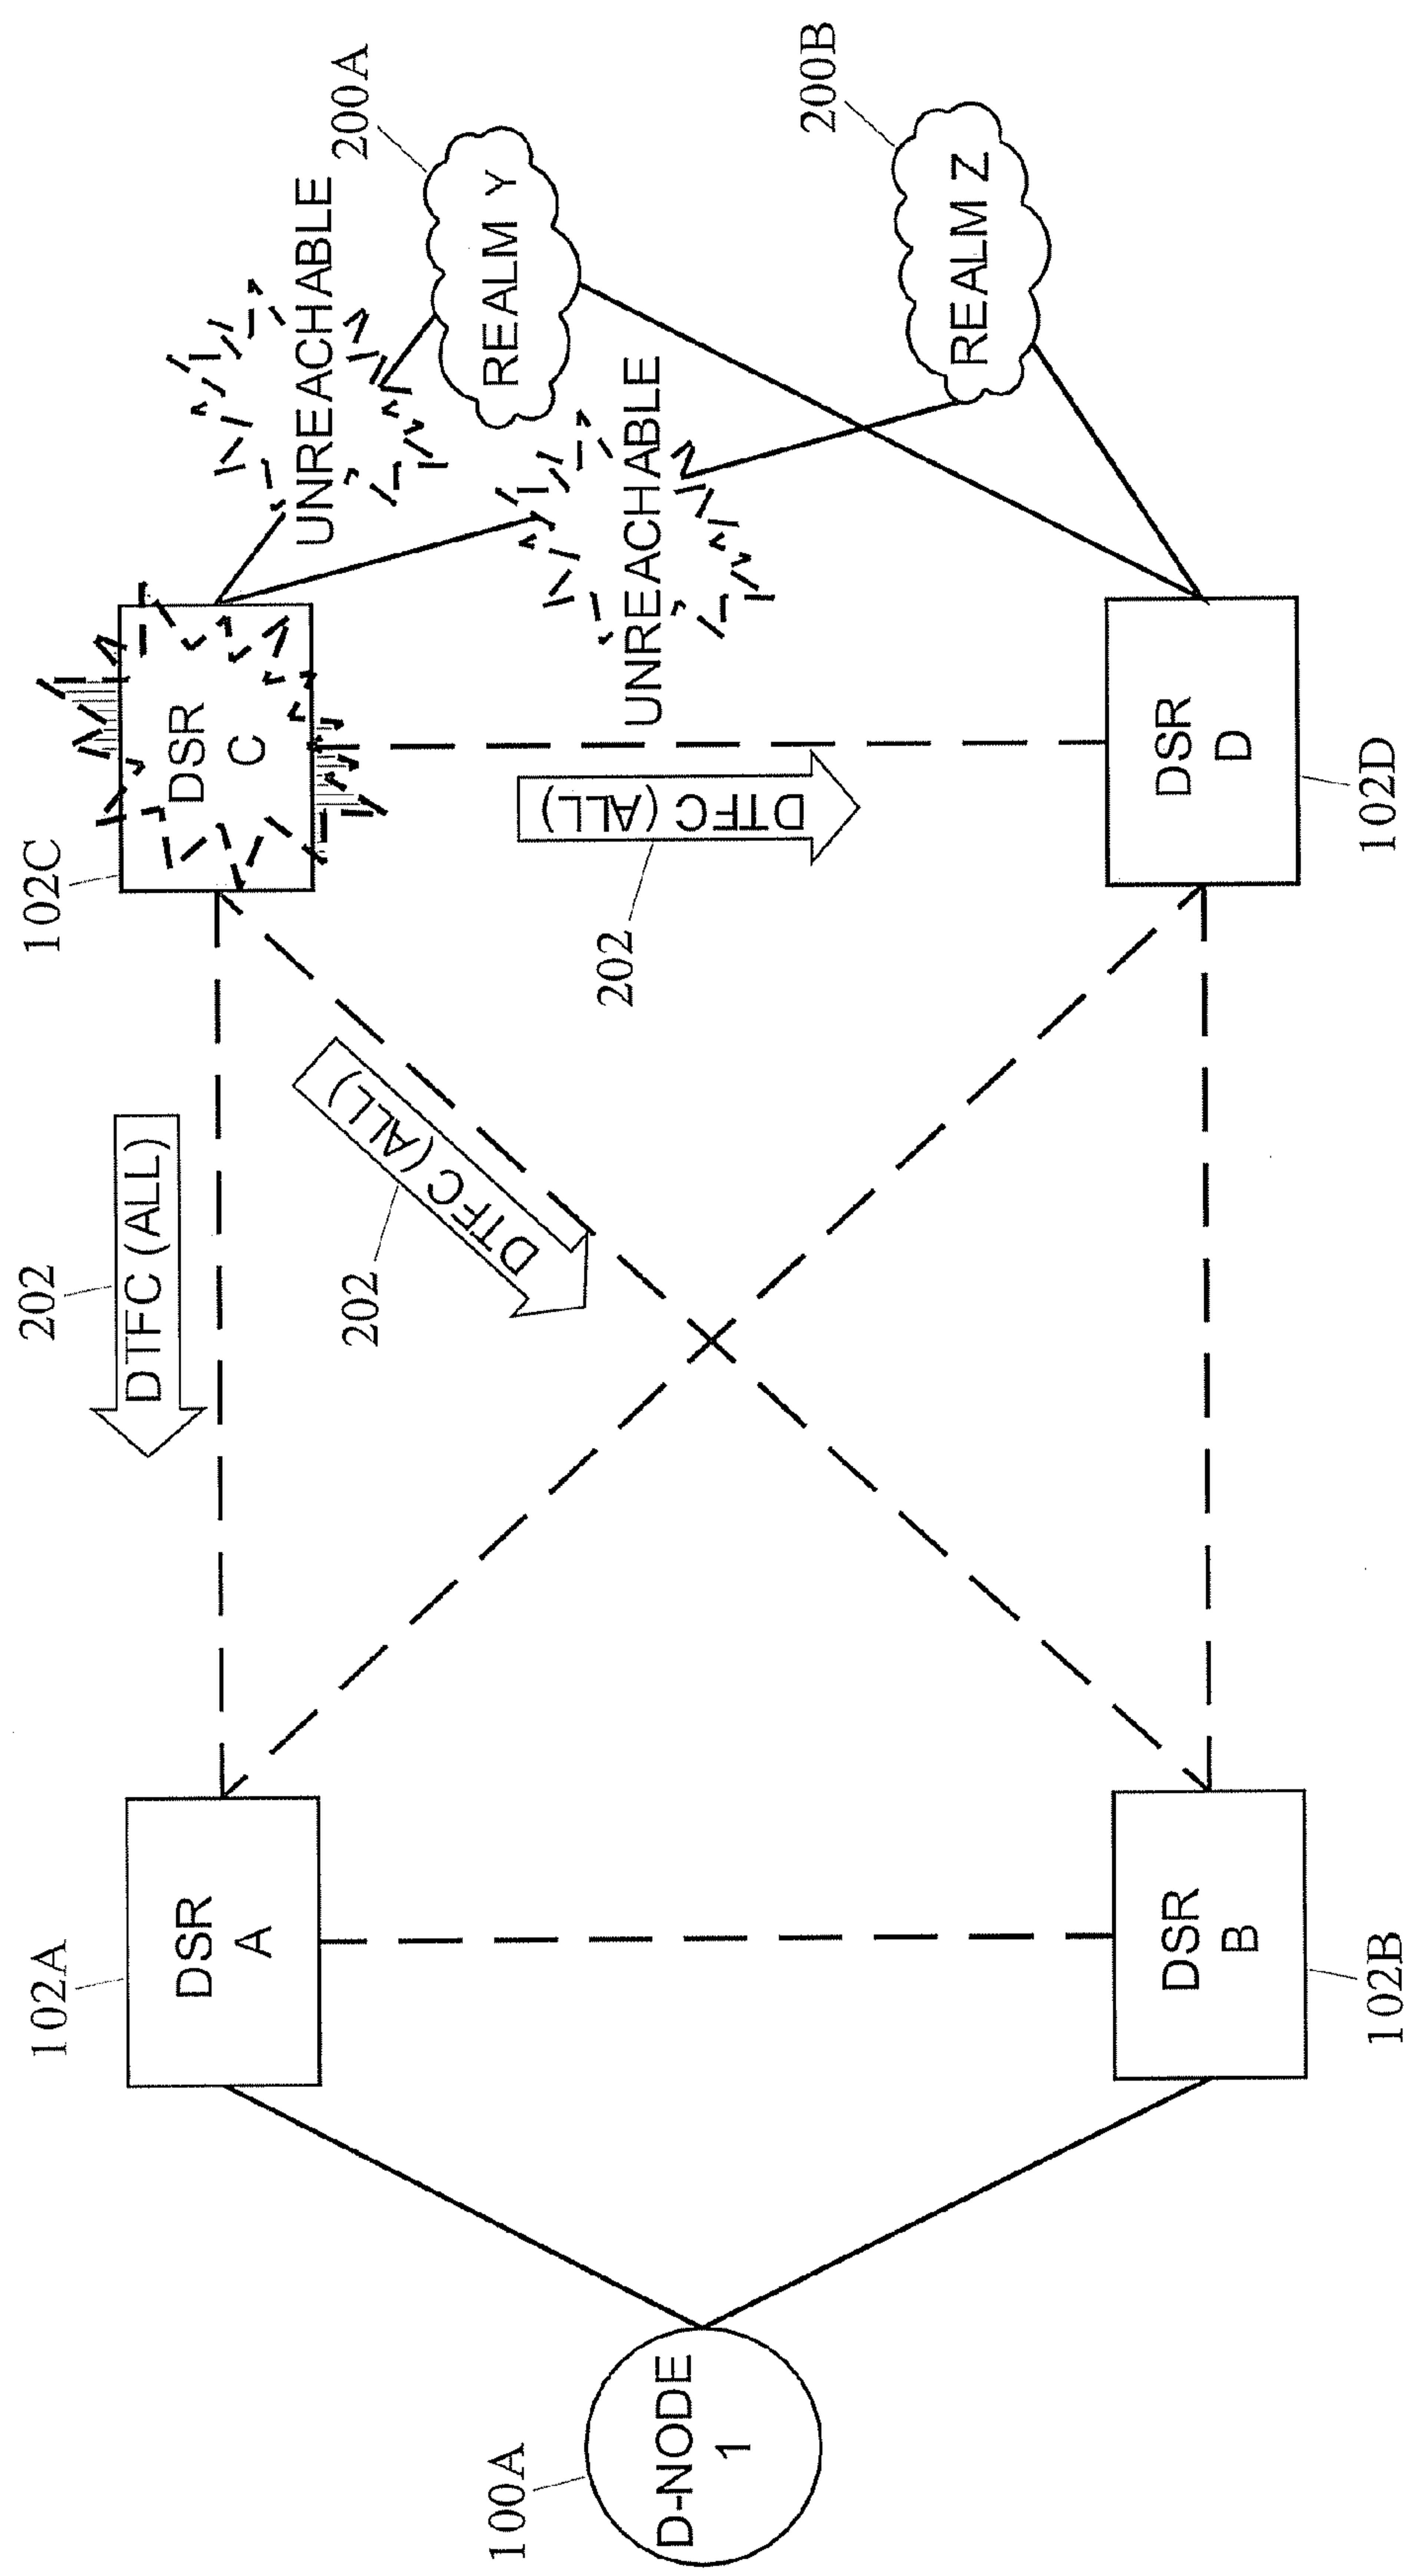 102A
202
102C
DSR
A
DTFC (ALL)
DSR
C
UNREACHABLE
200A
202
DTFC (ALL)
REALM Y
100A
D-NODE
1
202
DTFC (ALL)
UNREACHABLE
200B
REALM Z
DSR
B
DSR
D
102B
102D